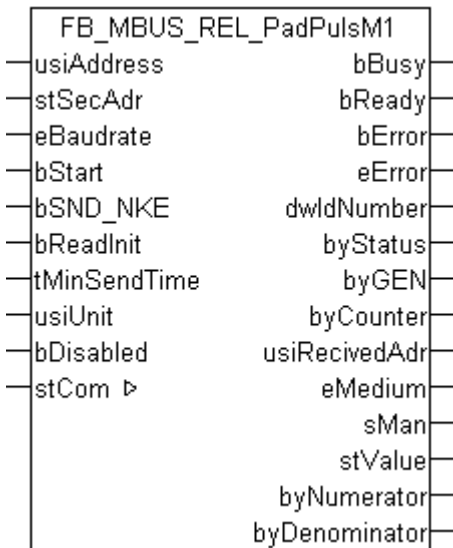 FB_MBUS_REL_PadPulsM1
usiAddress bBusy
stSecAdr bReady
eBaudrate bError
bStart eError
bSND_NKE dwIdNumber
bReadInit byStatus
tMinSendTime byGEN
usiUnit byCounter
bDisabled usiRecivedAdr
stCom ▷ eMedium
sMan
stValue
byNumerator
byDenominator